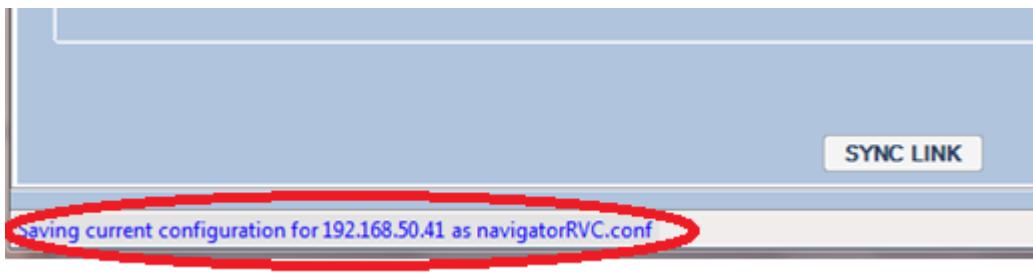 SYNC LINK
Saving current configuration for 192.168.50.41 as navigatorRVC.conf